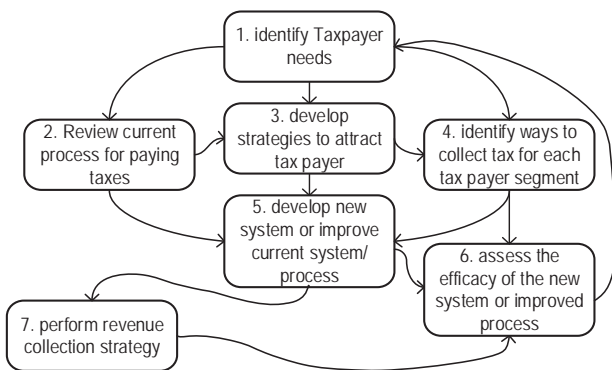 1. identify Taxpayer
needs
2. Review current
process for paying
taxes
3. develop
strategies to attract
tax payer
4. identify ways to
collect tax for each
tax payer segment
5. develop new
system or improve
current system/
process
6. assess the
efficacy of the new
system or improved
process
7. perform revenue
collection strategy